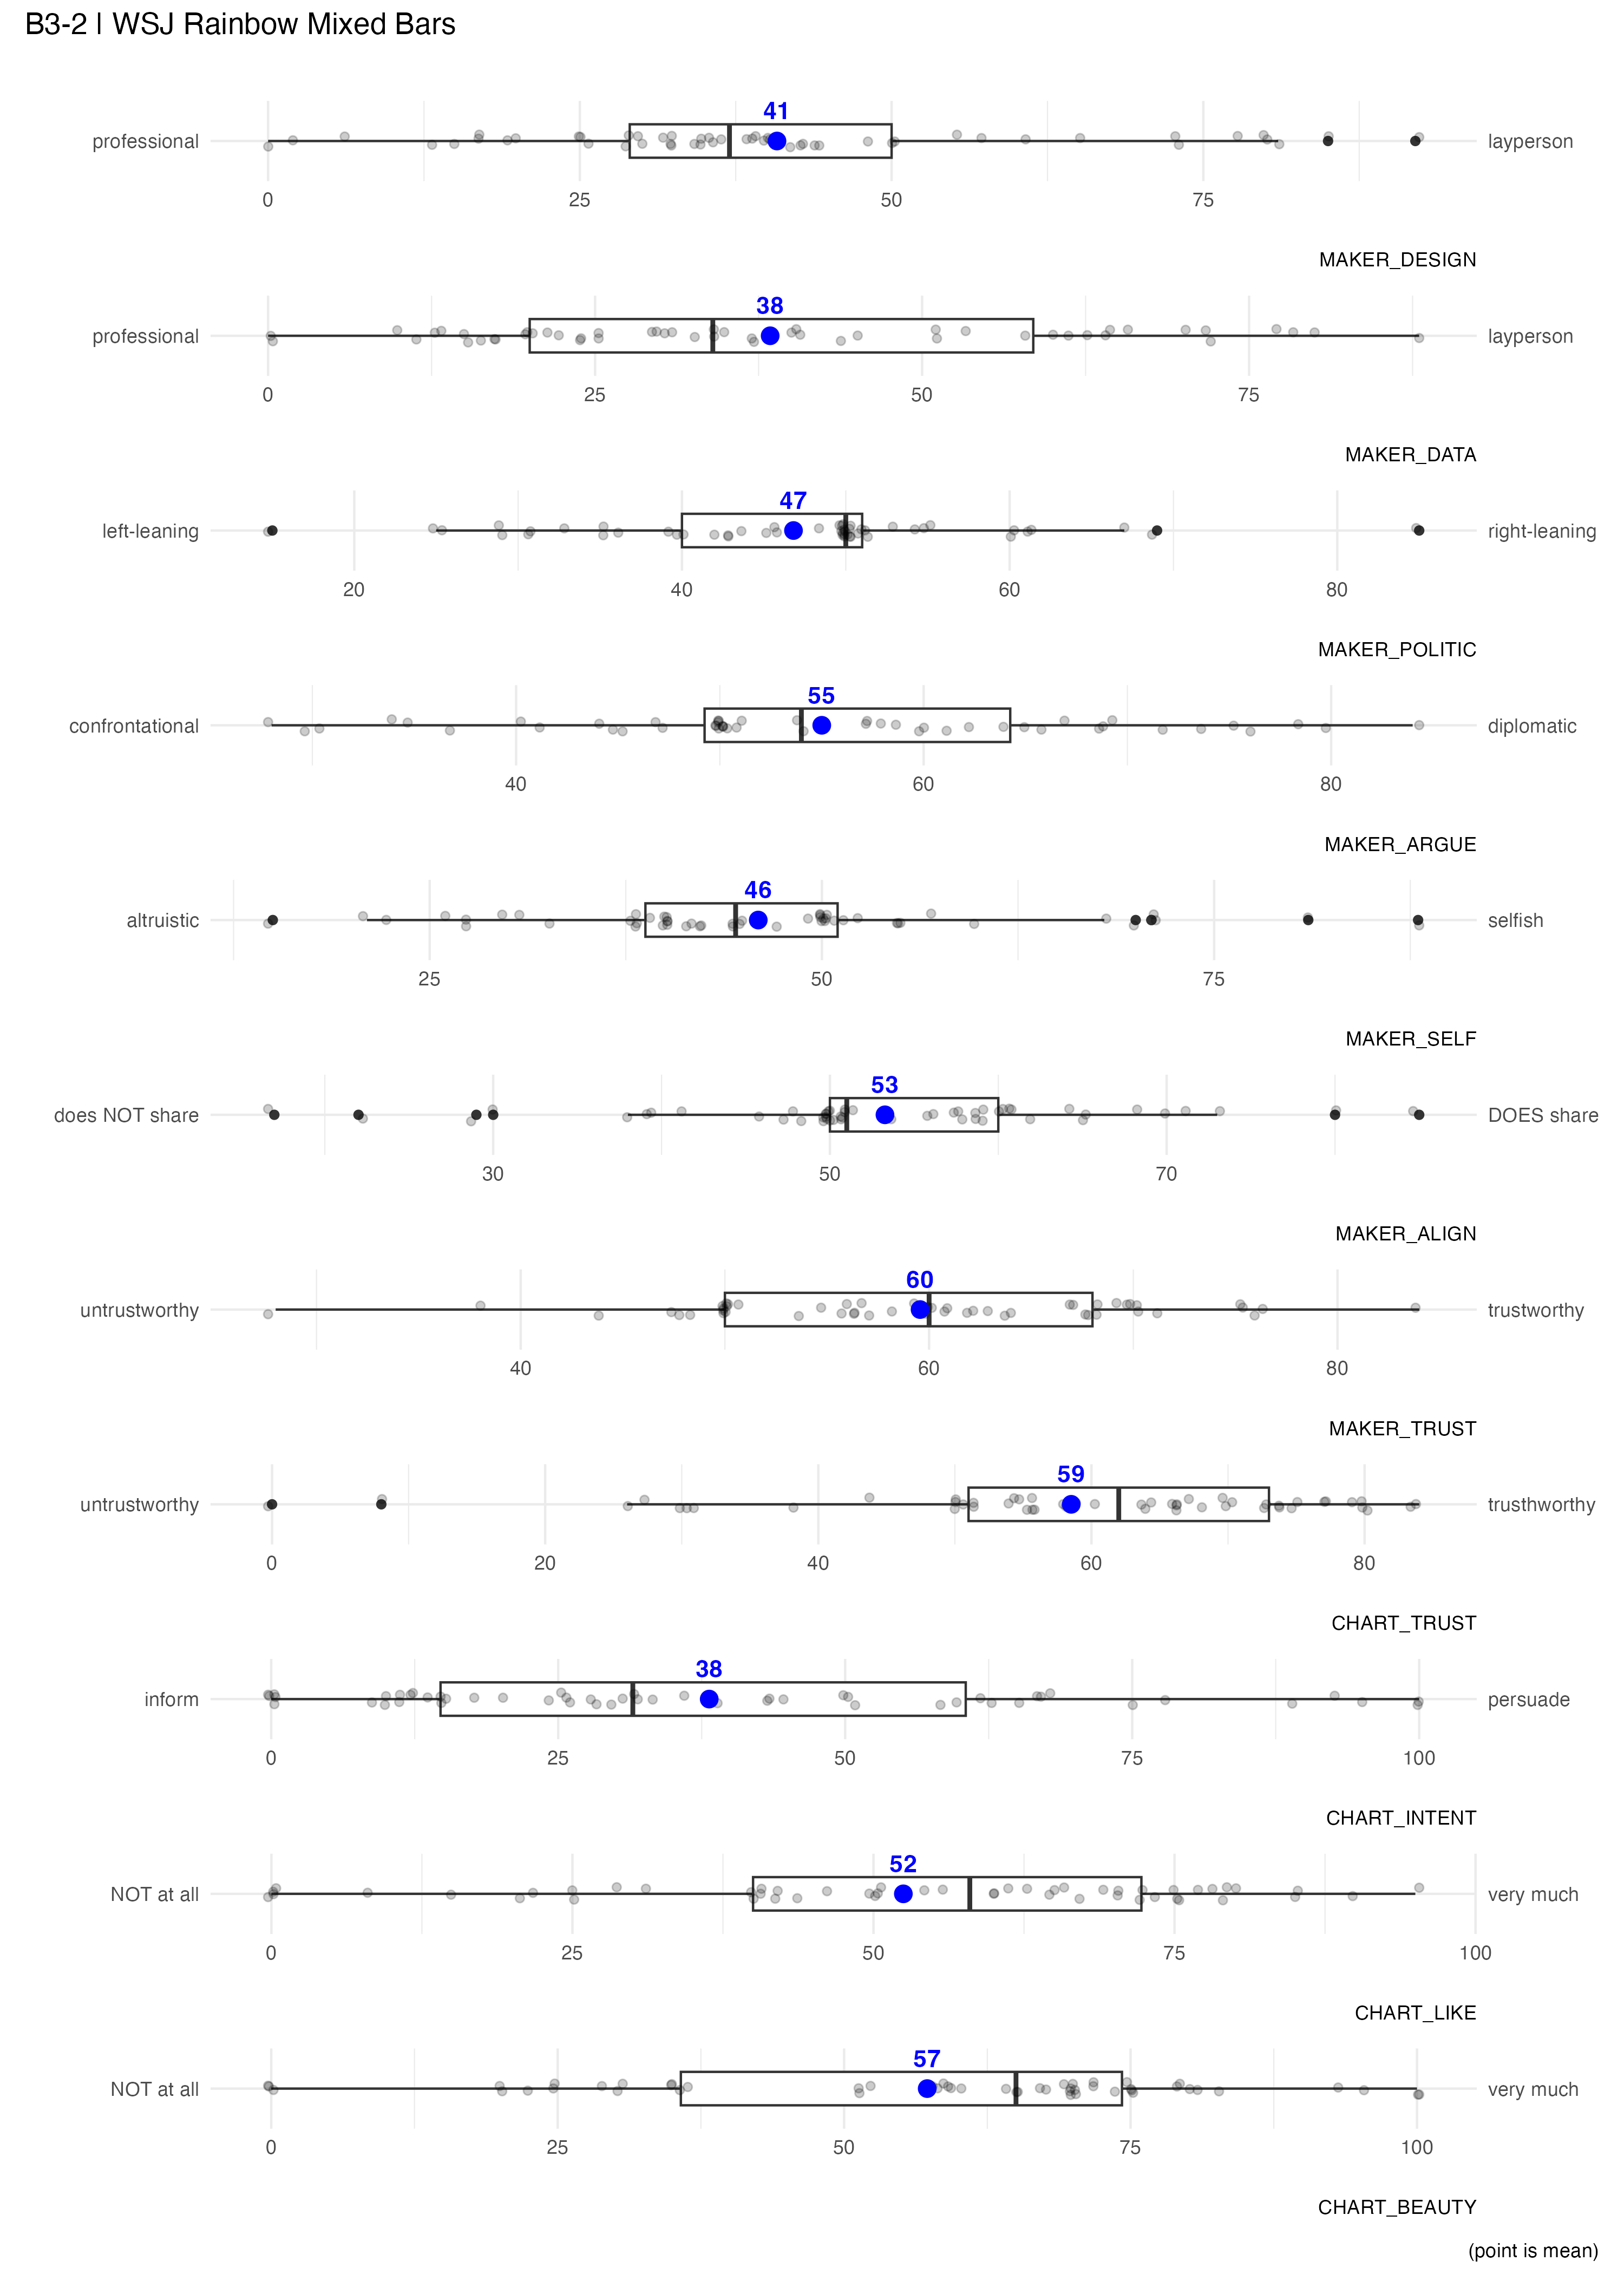 B3-2 | WSJ Rainbow Mixed Bars
41
professional layperson
0 25 50 75
MAKER_DESIGN
38
professional layperson
0 25 50 75
MAKER_DATA
47
left-leaning right-leaning
20 40 60 80
MAKER_POLITIC
55
confrontational diplomatic
40 60 80
MAKER_ARGUE
46
altruistic selfish
25 50 75
MAKER_SELF
53
does NOT share DOES share
30 50 70
MAKER_ALIGN
60
untrustworthy trustworthy
40 60 80
MAKER_TRUST
59
untrustworthy trusthworthy
0 20 40 60 80
CHART_TRUST
38
inform persuade
0 25 50 75 100
CHART_INTENT
52
NOT at all very much
0 25 50 75 100
CHART_LIKE
57
NOT at all very much
0 25 50 75 100
CHART_BEAUTY
(point is mean)